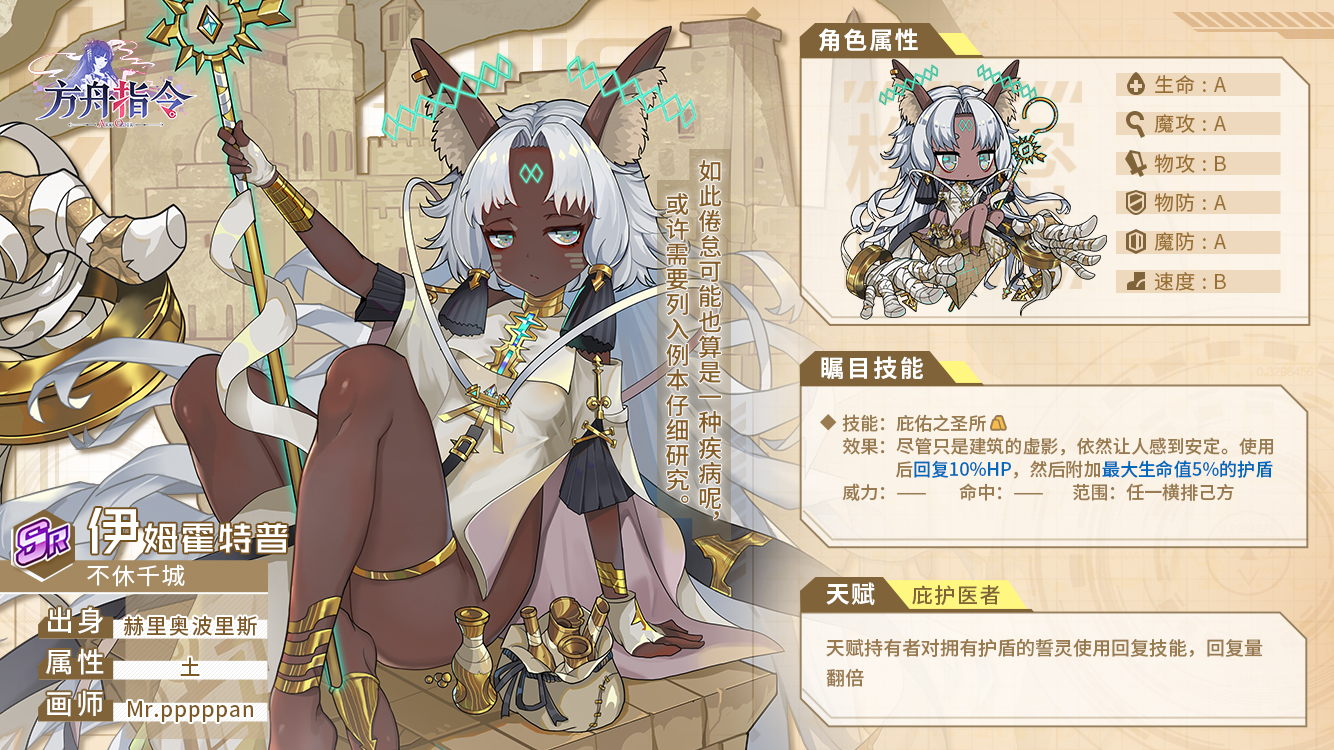 方舟指令
如此倦怠可能也算是一种疾病呢，
或许需要列入例本仔细研究。
SR
伊姆霍特普
不休千城
出身 赫里奥波里斯
属性 土
画师 Mr.pppppan
角色属性
生命：A
魔攻：A
物攻：B
物防：A
魔防：A
速度：B
瞩目技能
◆ 技能：庇佑之圣所
效果：尽管只是建筑的虚影，依然让人感到安定。使用
后回复10%HP，然后附加最大生命值5%的护盾
威力：—— 命中：—— 范围：任一横排己方
天赋 庇护医者
天赋持有者对拥有护盾的誓灵使用回复技能，回复量
翻倍